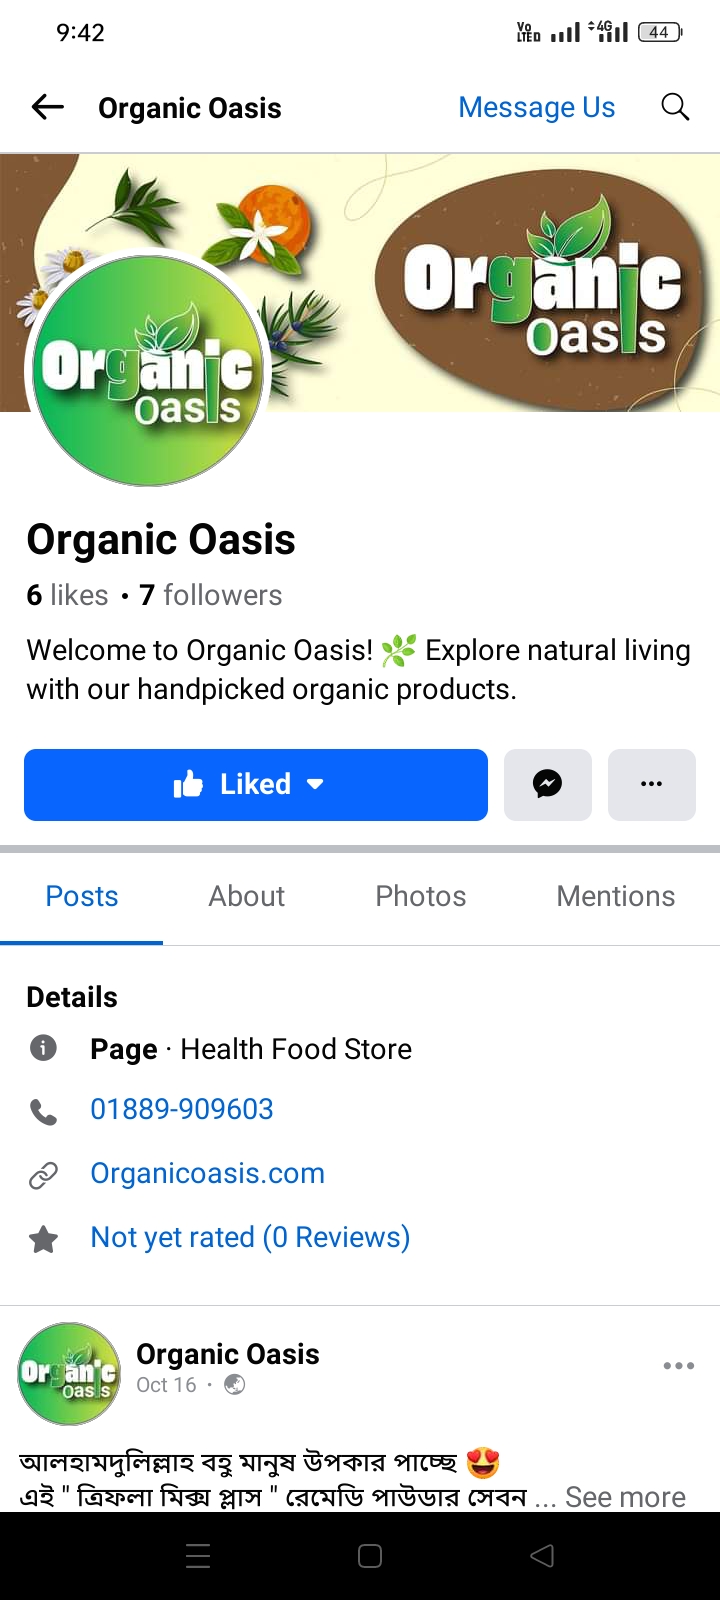 9:42
Vo LTED 4G 44
Organic Oasis
Message Us
Organic
Oasis
Organic
Oasis
Organic Oasis
6 likes • 7 followers
Welcome to Organic Oasis! 🌿 Explore natural living
with our handpicked organic products.
Liked
Posts About Photos Mentions
Details
Page · Health Food Store
01889-909603
Organicoasis.com
Not yet rated (0 Reviews)
Organic
Oasis
Organic Oasis
Oct 16 ·
আলহামদুলিল্লাহ বহু মানুষ উপকার পাচ্ছে 😍
এই " ত্রিফলা মিক্স প্লাস " রেমেডি পাউডার সেবন ... See more